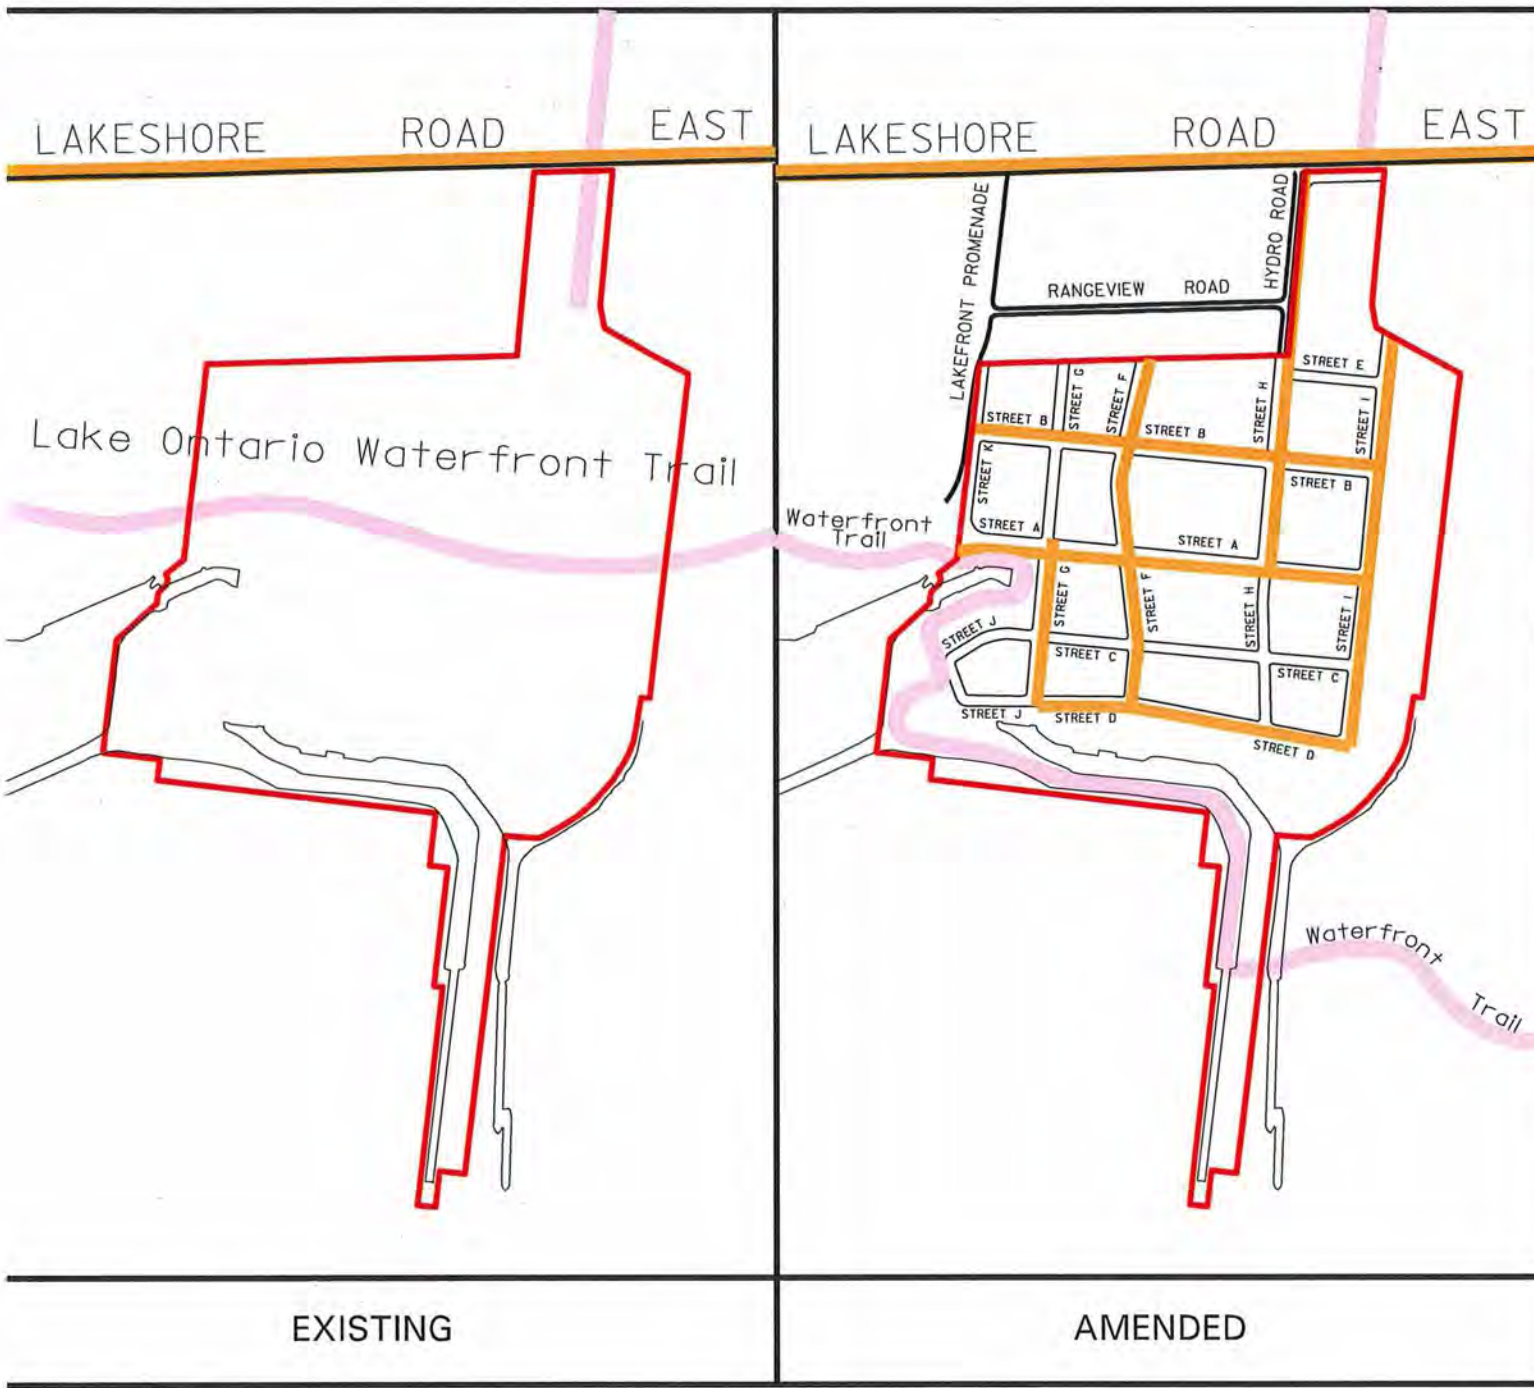 LAKESHORE ROAD EAST
Lake Ontario Waterfront Trail
EXISTING
LAKESHORE ROAD EAST
LAKEFRONT PROMENADE
HYDRO ROAD
RANGEVIEW ROAD
STREET E
STREET G
STREET F
STREET H
STREET I
STREET B
STREET B
STREET B
STREET K
STREET A
STREET A
Waterfront
Trail
STREET G
STREET F
STREET H
STREET I
STREET J
STREET C
STREET C
STREET J
STREET D
STREET D
Waterfront
Trail
AMENDED